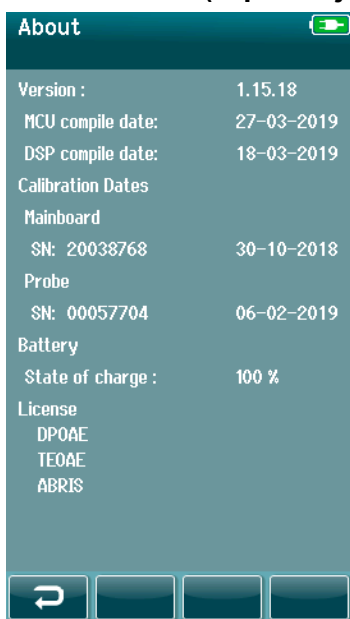 About
Version : 1.15.18
MCU compile date: 27-03-2019
DSP compile date: 18-03-2019
Calibration Dates
Mainboard
SN: 20038768 30-10-2018
Probe
SN: 00057704 06-02-2019
Battery
State of charge : 100 %
License
DPOAE
TEOAE
ABRIS